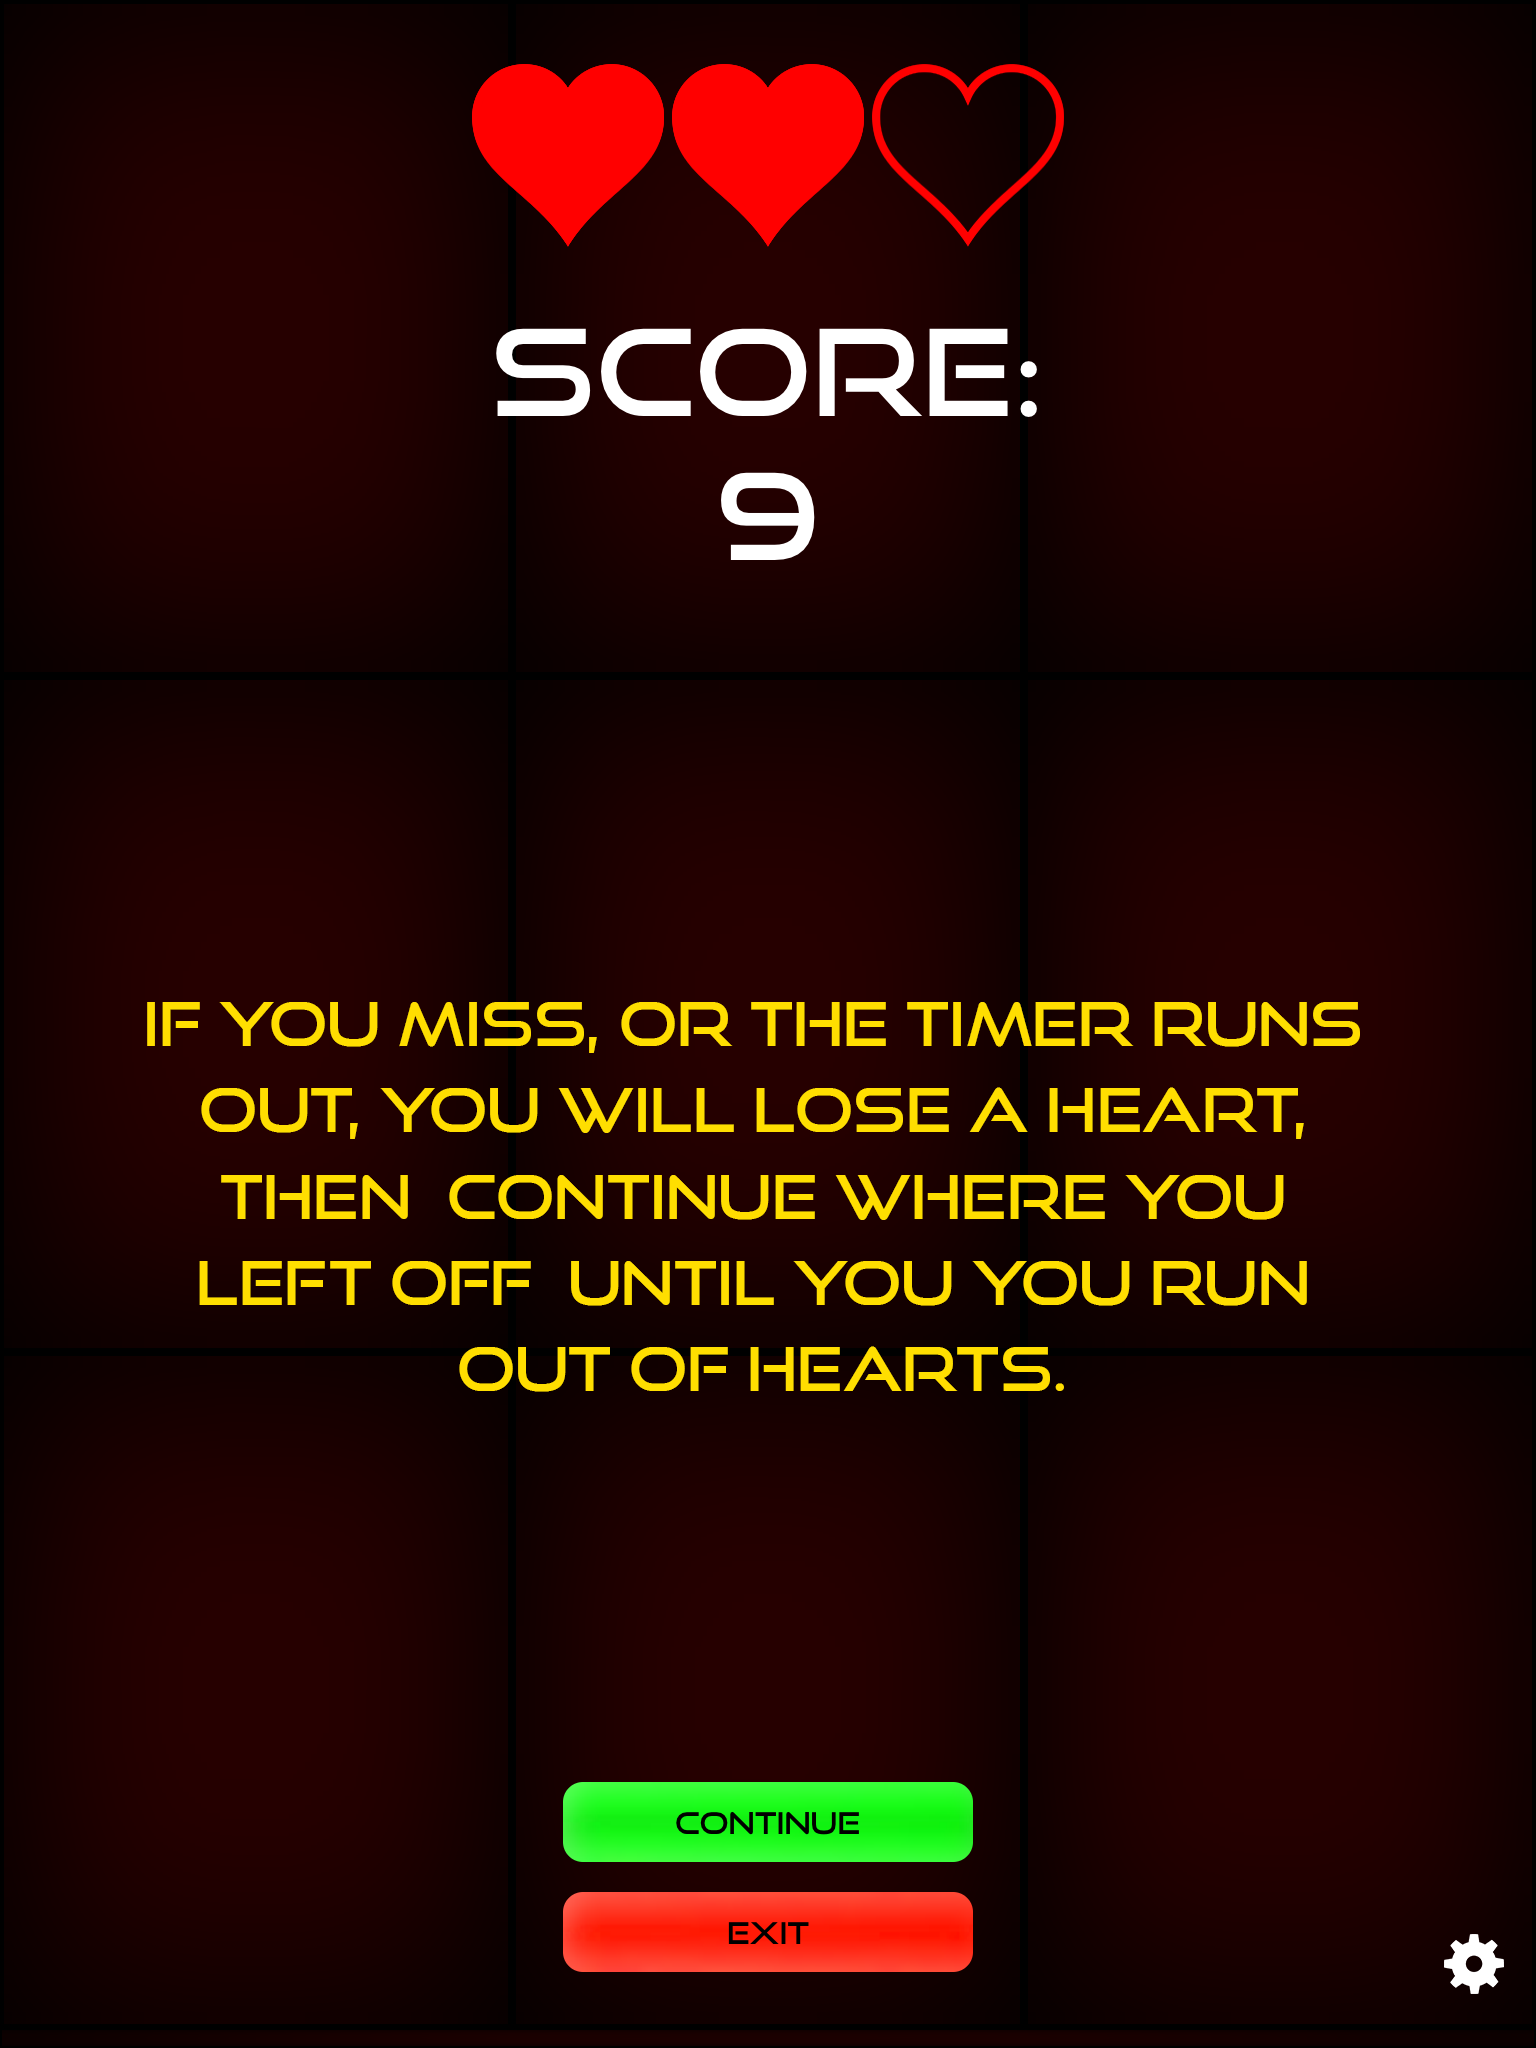 SCORE:
9
IF YOU MISS, OR THE TIMER RUNS
OUT, YOU WILL LOSE A HEART,
THEN  CONTINUE WHERE YOU
LEFT OFF  UNTIL YOU YOU RUN
OUT OF HEARTS.
CONTINUE
EXIT